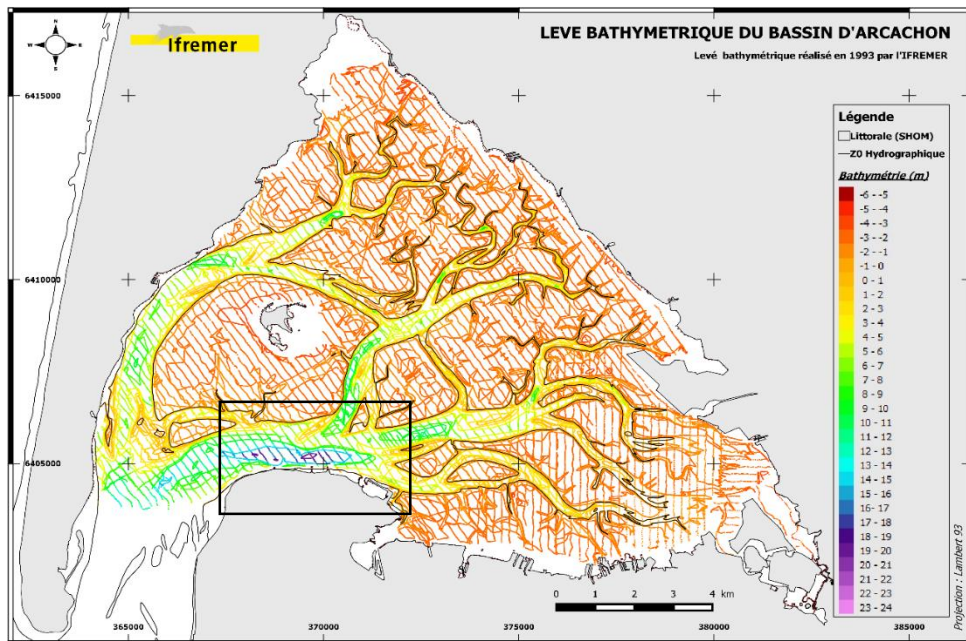 N
W
E
S
Ifremer
LEVE BATHYMETRIQUE DU BASSIN D'ARCACHON
Levé bathymétrique réalisé en 1993 par l'IFREMER
6415000
6410000
6405000
Légende
Littorale (SHOM)
Z0 Hydrographique
Bathymétrie (m)
-6 - -5
-5 - -4
-4 - -3
-3 - -2
-2 - -1
-1 - 0
0 - 1
1 - 2
2 - 3
3 - 4
4 - 5
5 - 6
6 - 7
7 - 8
8 - 9
9 - 10
10 - 11
11 - 12
12 - 13
13 - 14
14 - 15
15 - 16
16 - 17
17 - 18
18 - 19
19 - 20
20 - 21
21 - 22
22 - 23
23 - 24
0 1 2 3 4 km
365000 370000 375000 380000 385000
Projection : Lambert 93